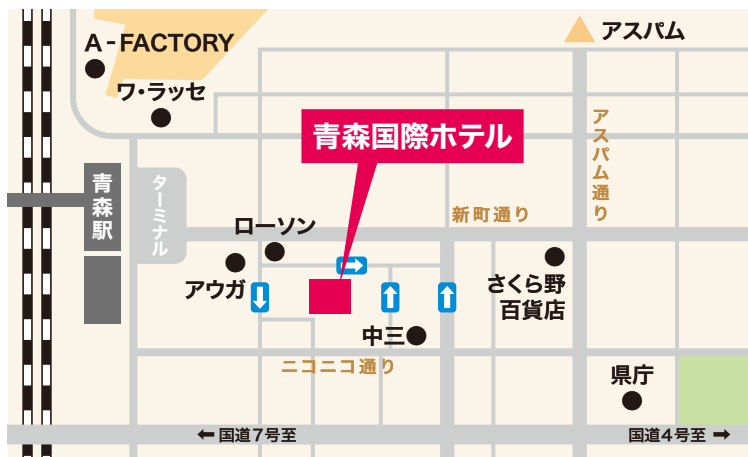 アスパム
A-FACTORY
ワ・ラッセ
青森国際ホテル
アスパム通り
青森駅
ターミナル
新町通り
ローソン
アウガ
さくら野
百貨店
中三
ニコニコ通り
県庁
←国道7号至
国道4号至→